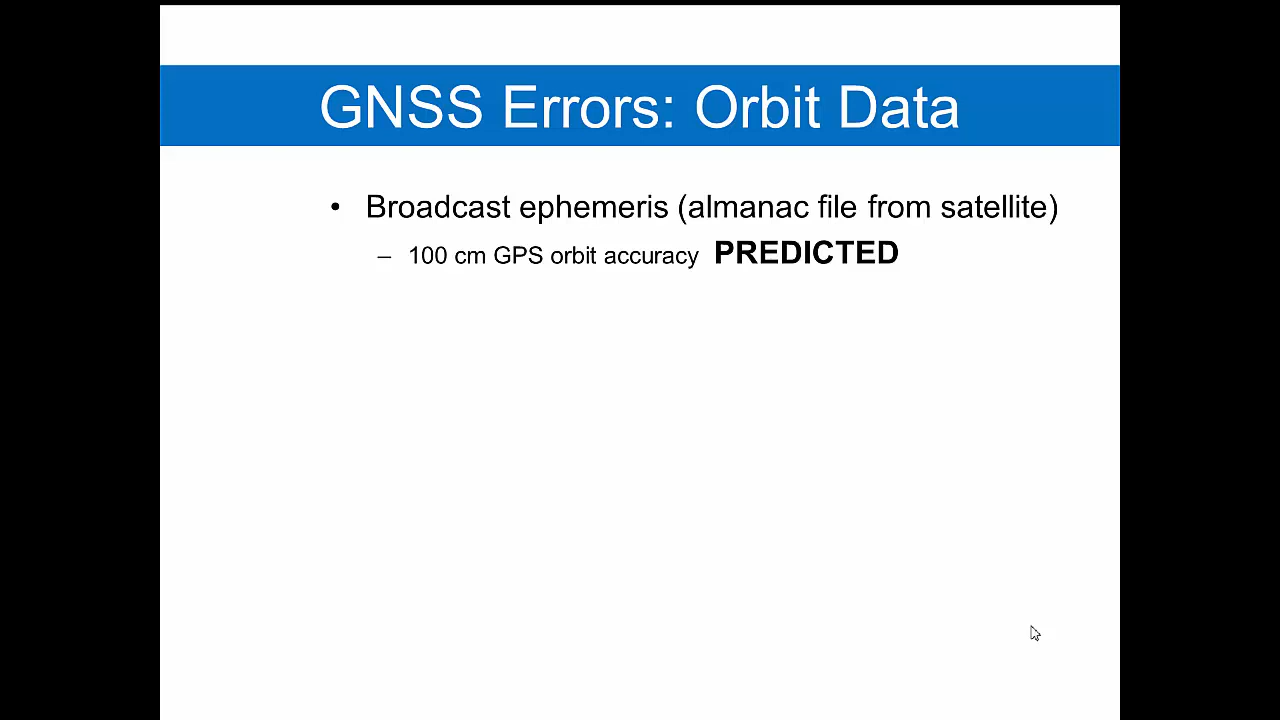 GNSS Errors: Orbit Data
• Broadcast ephemeris (almanac file from satellite)
– 100 cm GPS orbit accuracy PREDICTED